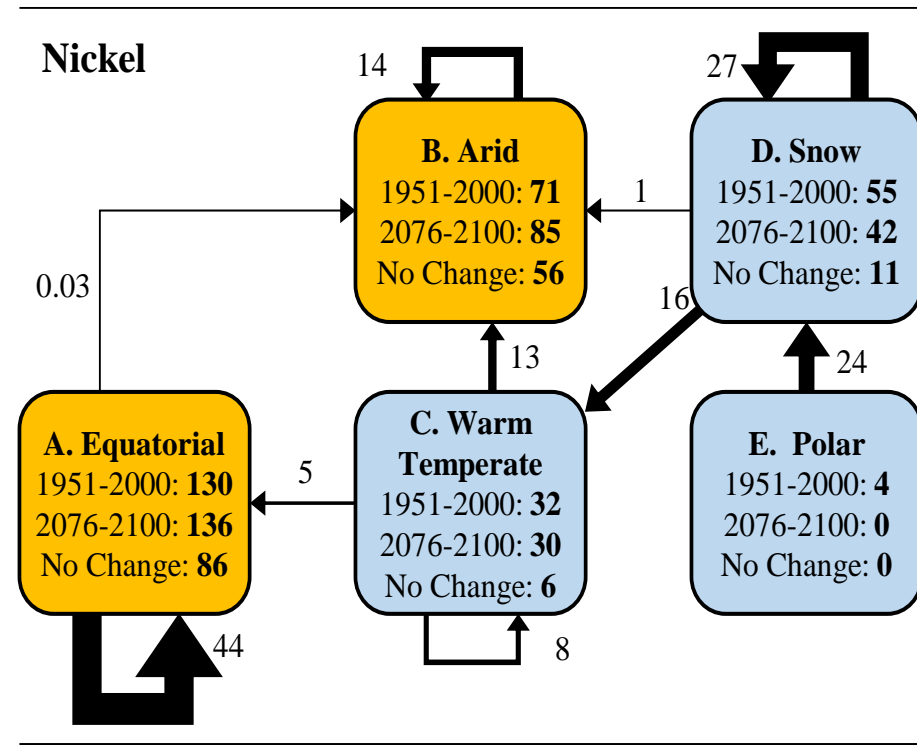 Nickel
14
27
B. Arid
1951-2000: 71
2076-2100: 85
No Change: 56
D. Snow
1951-2000: 55
2076-2100: 42
No Change: 11
1
0.03
16
13
24
A. Equatorial
1951-2000: 130
2076-2100: 136
No Change: 86
5
C. Warm
Temperate
1951-2000: 32
2076-2100: 30
No Change: 6
E. Polar
1951-2000: 4
2076-2100: 0
No Change: 0
44
8